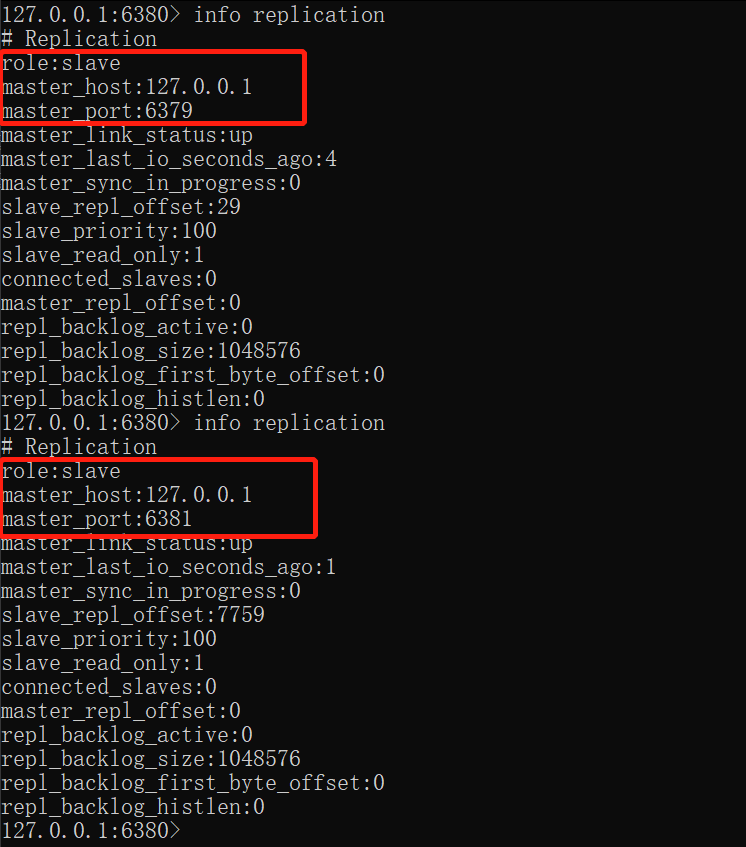 127.0.0.1:6380> info replication
# Replication
role:slave
master_host:127.0.0.1
master_port:6379
master_link_status:up
master_last_io_seconds_ago:4
master_sync_in_progress:0
slave_repl_offset:29
slave_priority:100
slave_read_only:1
connected_slaves:0
master_repl_offset:0
repl_backlog_active:0
repl_backlog_size:1048576
repl_backlog_first_byte_offset:0
repl_backlog_histlen:0
127.0.0.1:6380> info replication
# Replication
role:slave
master_host:127.0.0.1
master_port:6381
master_link_status:up
master_last_io_seconds_ago:1
master_sync_in_progress:0
slave_repl_offset:7759
slave_priority:100
slave_read_only:1
connected_slaves:0
master_repl_offset:0
repl_backlog_active:0
repl_backlog_size:1048576
repl_backlog_first_byte_offset:0
repl_backlog_histlen:0
127.0.0.1:6380>